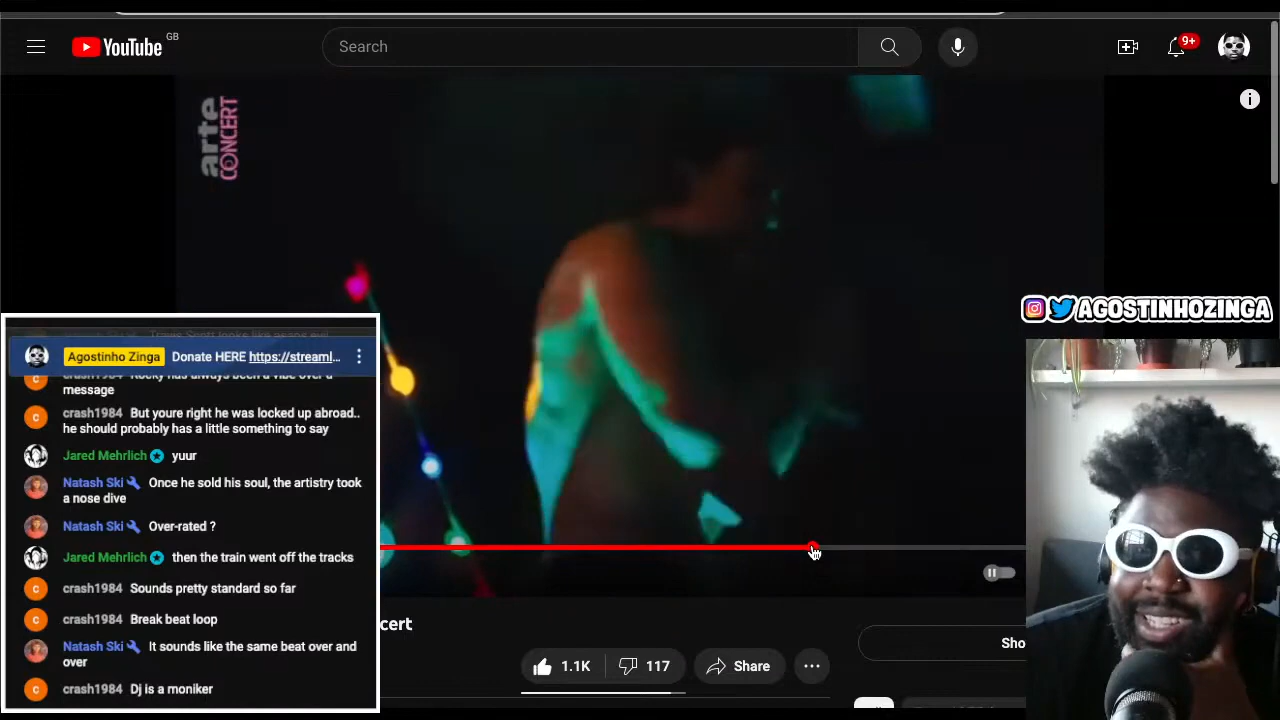 YouTube GB
Search
9+
arte
CONCERT
AGOSTINHOZINGA
Agostinho Zinga Donate HERE https://streaml...
message
crash1984 But youre right he was locked up abroad..
he should probably has a little something to say
Jared Mehrlich yuur
Natash Ski Once he sold his soul, the artistry took
a nose dive
Natash Ski Over-rated ?
Jared Mehrlich then the train went off the tracks
crash1984 Sounds pretty standard so far
crash1984 Break beat loop
Natash Ski It sounds like the same beat over and
over
crash1984 Dj is a moniker
cert
Sho
1.1K
117
Share